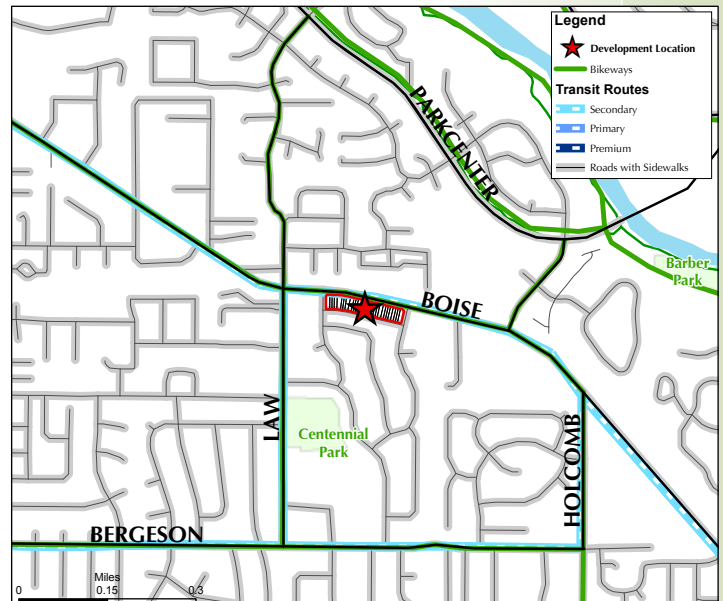 Legend
Development Location
Bikeways
Transit Routes
Secondary
Primary
Premium
Roads with Sidewalks
PARKCENTER
Barber
Park
BOISE
LAW
Centennial
Park
HOLCOMB
BERGESON
Miles
0 0.15 0.3